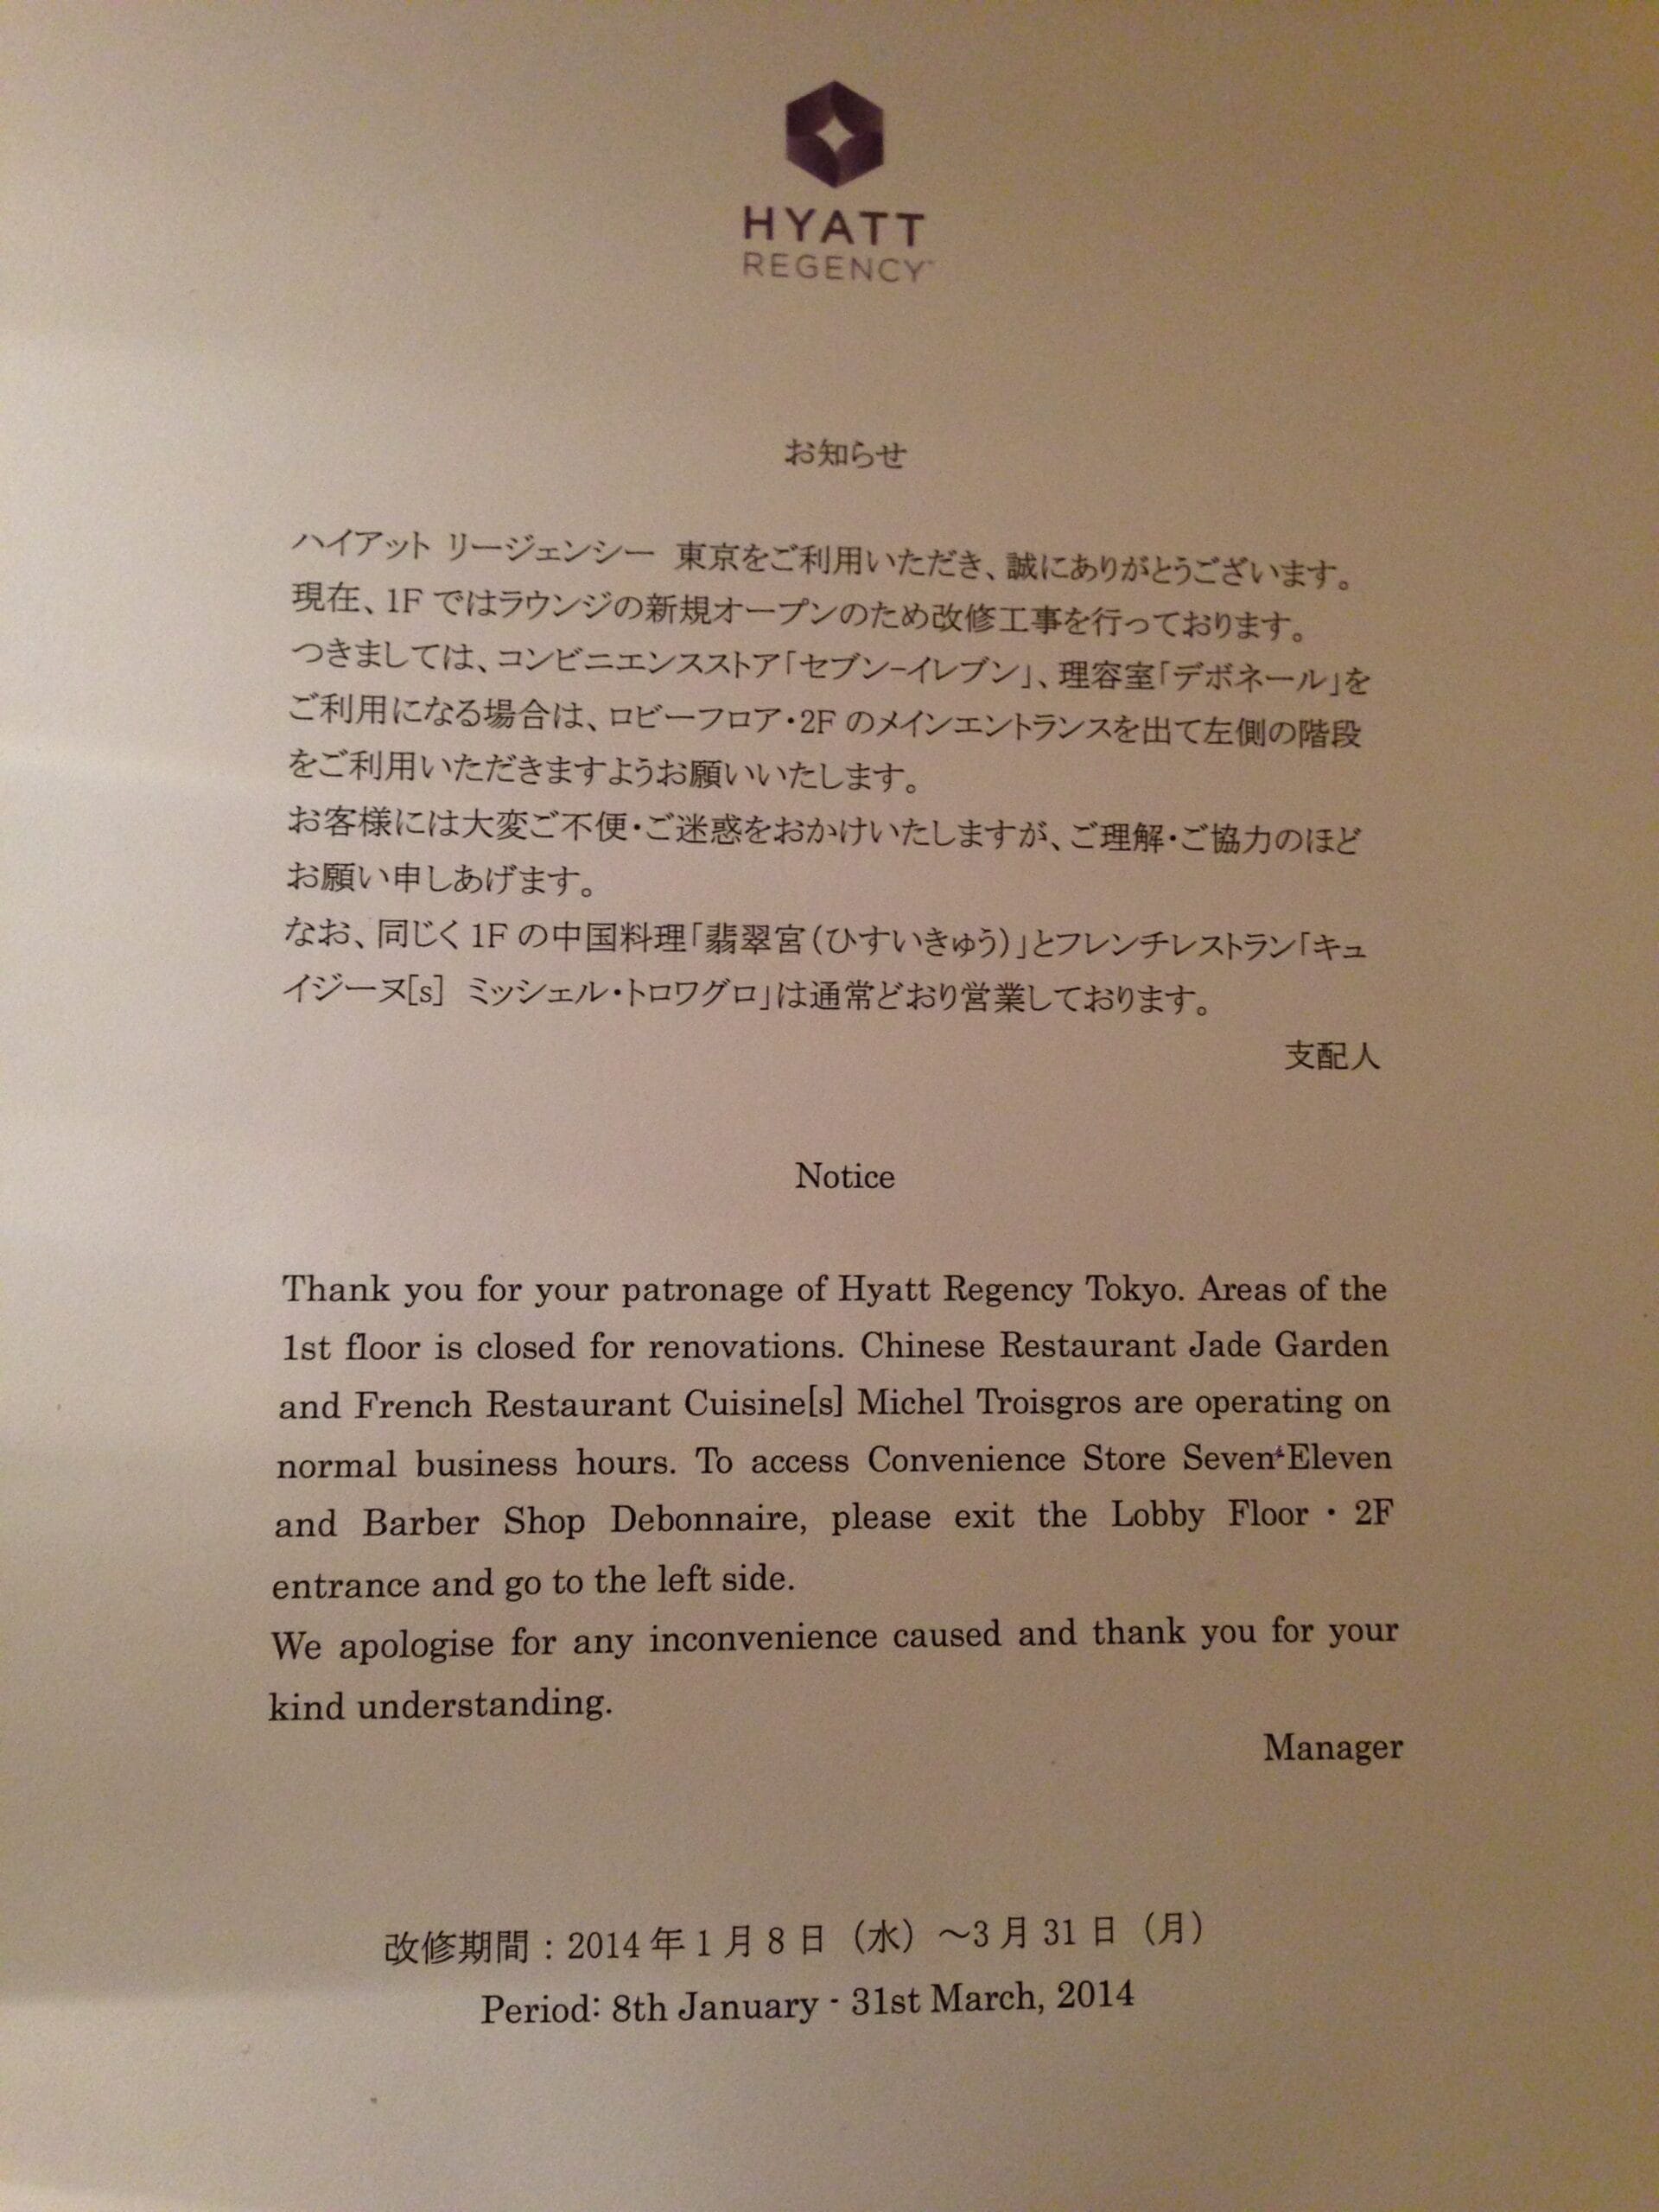 HYATT
REGENCY™
お知らせ
ハイアット リージェンシー 東京をご利用いただき、誠にありがとうございます。
現在、1F ではラウンジの新規オープンのため改修工事を行っております。
つきましては、コンビニエンスストア「セブン-イレブン」、理容室「デボネール」を
ご利用になる場合は、ロビーフロア・2F のメインエントランスを出て左側の階段
をご利用いただきますようお願いいたします。
お客様には大変ご不便・ご迷惑をおかけいたしますが、ご理解・ご協力のほど
お願い申しあげます。
なお、同じく 1F の中国料理「翡翠宮（ひすいきゅう）」とフレンチレストラン「キュ
イジーヌ[s] ミッシェル・トロワグロ」は通常どおり営業しております。
支配人
Notice
Thank you for your patronage of Hyatt Regency Tokyo. Areas of the
1st floor is closed for renovations. Chinese Restaurant Jade Garden
and French Restaurant Cuisine[s] Michel Troisgros are operating on
normal business hours. To access Convenience Store Seven-Eleven
and Barber Shop Debonnaire, please exit the Lobby Floor・2F
entrance and go to the left side.
We apologise for any inconvenience caused and thank you for your
kind understanding.
Manager
改修期間：2014 年 1 月 8 日（水）～3 月 31 日（月）
Period: 8th January - 31st March, 2014